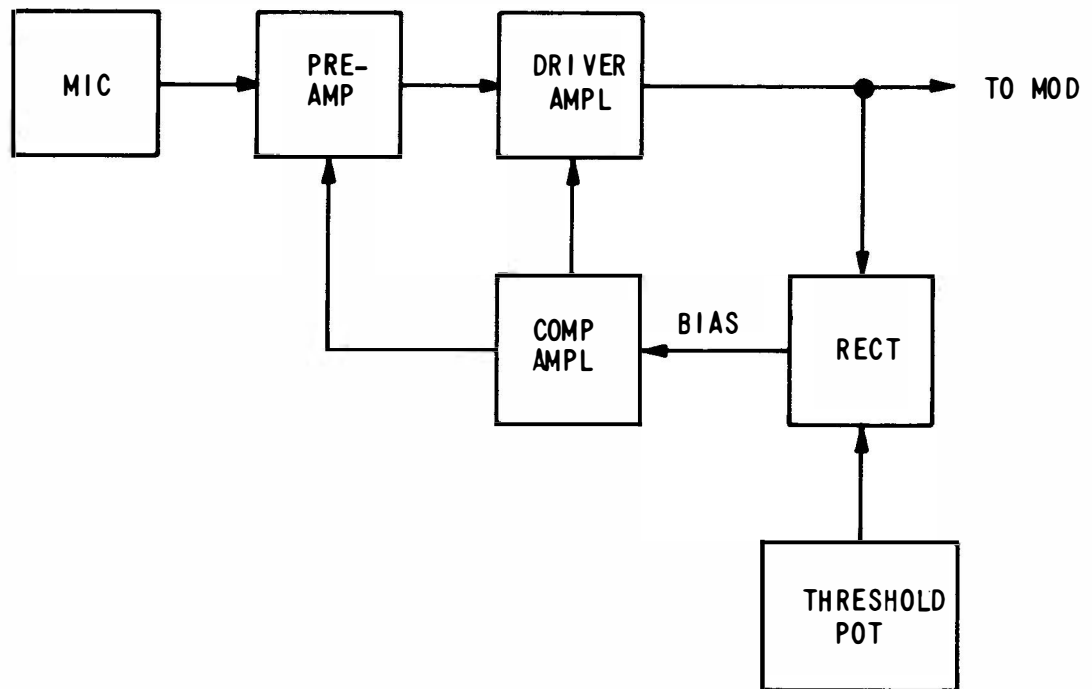 MIC
PRE-
AMP
DRIVER
AMPL
TO MOD
COMP
AMPL
BIAS
RECT
THRESHOLD
POT